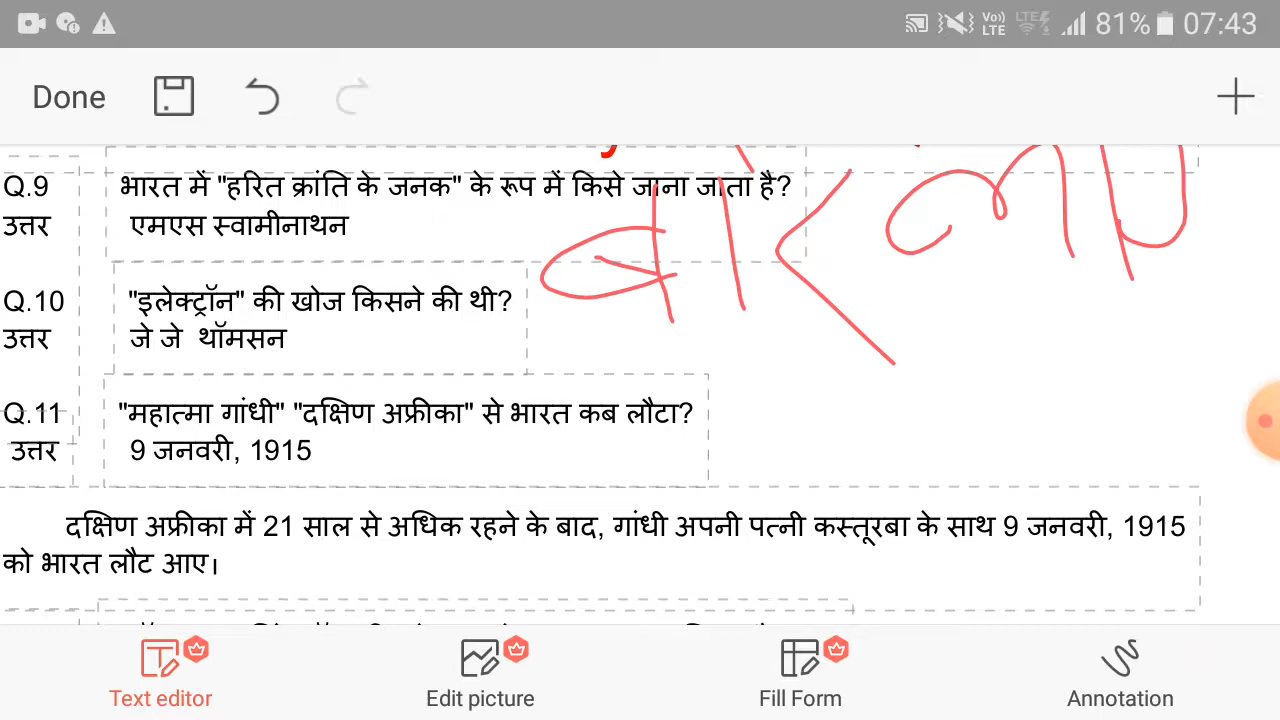 81% 07:43
Done
Q.9 भारत में "हरित क्रांति के जनक" के रूप में किसे जाना जाता है?
उत्तर एमएस स्वामीनाथन
Q.10 "इलेक्ट्रॉन" की खोज किसने की थी?
उत्तर जे जे थॉमसन
Q.11 "महात्मा गांधी" "दक्षिण अफ्रीका" से भारत कब लौटा?
उत्तर 9 जनवरी, 1915
दक्षिण अफ्रीका में 21 साल से अधिक रहने के बाद, गांधी अपनी पत्नी कस्तूरबा के साथ 9 जनवरी, 1915
को भारत लौट आए।
Text editor Edit picture Fill Form Annotation